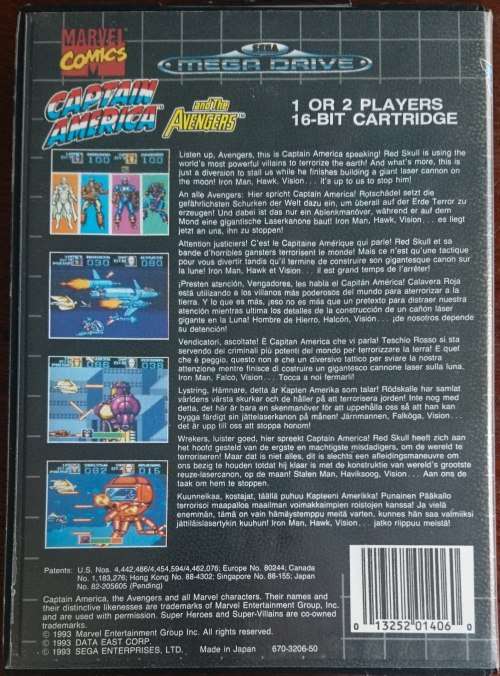 MARVEL
COMICS
SEGA
MEGA DRIVE
CAPTAIN
AMERICA
and The
AVENGERS™
1 OR 2 PLAYERS
16-BIT CARTRIDGE
Listen up, Avengers, this is Captain America speaking! Red Skull is using the
world's most powerful villains to terrorize the earth! And what's more, this is
just a diversion to stall us while he finishes building a giant laser cannon on
the moon! Iron Man, Hawk, Vision . . . it's up to us to stop him!
An alle Avengers: Hier spricht Captain America! Rotschädel setzt die
gefährlichsten Schurken der Welt dazu ein, um überall auf der Erde Terror zu
erzeugen! Und dabei ist das nur ein Ablenkmanöver, während er auf dem
Mond eine gigantische Laserkanone baut! Iron Man, Hawk, Vision . . . es liegt
jetzt an uns, ihn zu stoppen!
Attention justiciers! C'est le Capitaine Amérique qui parle! Red Skull et sa
bande d'horribles gansters terrorisent le monde! Mais ce n'est qu'une tactique
pour vous divertir tandis qu'il termine de construire son gigantesque canon sur
la lune! Iron Man, Hawk et Vision . . . il est grand temps de l'arrêter!
¡Presten atención, Vengadores, les habla el Capitán América! Calavera Roja
está utilizando a los villanos más poderosos del mundo para aterrorizar a la
tierra. Y lo que es más, ¡eso no es más que un pretexto para distraer nuestra
atención mientras ultima los detalles de la construcción de un cañón láser
gigante en la Luna! Hombre de Hierro, Halcón, Visión . . . ¡de nosotros depende
su detención!
Vendicatori, ascoltate! È Capitan America che vi parla! Teschio Rosso si sta
servendo dei criminali più potenti del mondo per terrorizzare la terra! E quel
che è peggio, questo non è che un diversivo tattico per sviare la nostra
attenzione mentre finisce di costruire un gigantesco cannone laser sulla luna.
Iron Man, Falco, Vision . . . Tocca a noi fermarli!
Lystring, Hämnare, detta är Kapten Amerika som talar! Rödskalle har samlat
världens värsta skurkar och de håller på att terrorisera jorden! Inte nog med
detta, det här är bara en skenmanöver för att uppehålla oss så att han kan
bygga färdigt sin jättelaserkanon på månen! Järnmannen, Falköga, Vision . . .
det är upp till oss att stoppa honom!
Wrekers, luister goed, hier spreekt Captain America! Red Skull heeft zich aan
het hoofd gesteld van de ergste en machtigste misdadigers, om de wereld te
terroriseren! Maar dat is niet alles, dit is slechts een afleidingsmaneuvre om
ons bezig te houden totdat hij klaar is met de konstruktie van wereld's grootste
reuze-laserkanon, op de maan! Stalen Man, Haviksoog, Vision . . . Aan ons de
taak om hem te stoppen.
Kuunneikaa, kostajat, täällä puhuu Kapteeni Amerikka! Punainen Pääkallo
terrorisoi maapalloa maailman voimakkaimpien roistojen kanssa! Ja vielä
enemmän, tämä on vain hämäystemppu meitä varten, kunnes hän saa valmiiksi
jättiläislaserytykin kuuhun! Iron Man, Hawk, Vision . . . jatko riippuu meistä!
Patents: U.S. Nos. 4,442,486/4,454,594/4,462,076; Europe No. 80244; Canada
No. 1,183,276; Hong Kong No. 88-4302; Singapore No. 88-155; Japan
No. 82-205605 (Pending)
Captain America, the Avengers and all Marvel characters. Their names and
their distinctive likenesses are trademarks of Marvel Entertainment Group, Inc.
and are used with permission. Super Heroes and Super-Villains are co-owned
trademarks.
© 1993 Marvel Entertainment Group Inc. All rights reserved.
© 1993 DATA EAST CORP.
© 1993 SEGA ENTERPRISES, LTD. Made in Japan 670-3206-50
0 13252 01406 0